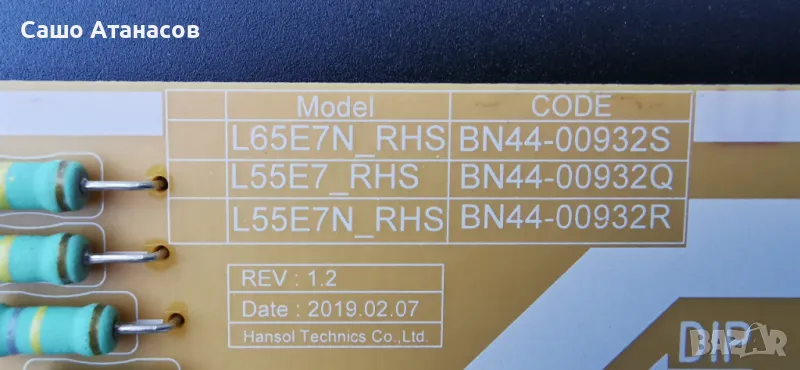 Сашо Атанасов
Model CODE
L65E7N_RHS BN44-00932S
L55E7_RHS BN44-00932Q
L55E7N_RHS BN44-00932R
REV : 1.2
Date : 2019.02.07
Hansol Technics Co.,Ltd.
DIP
BAZAR